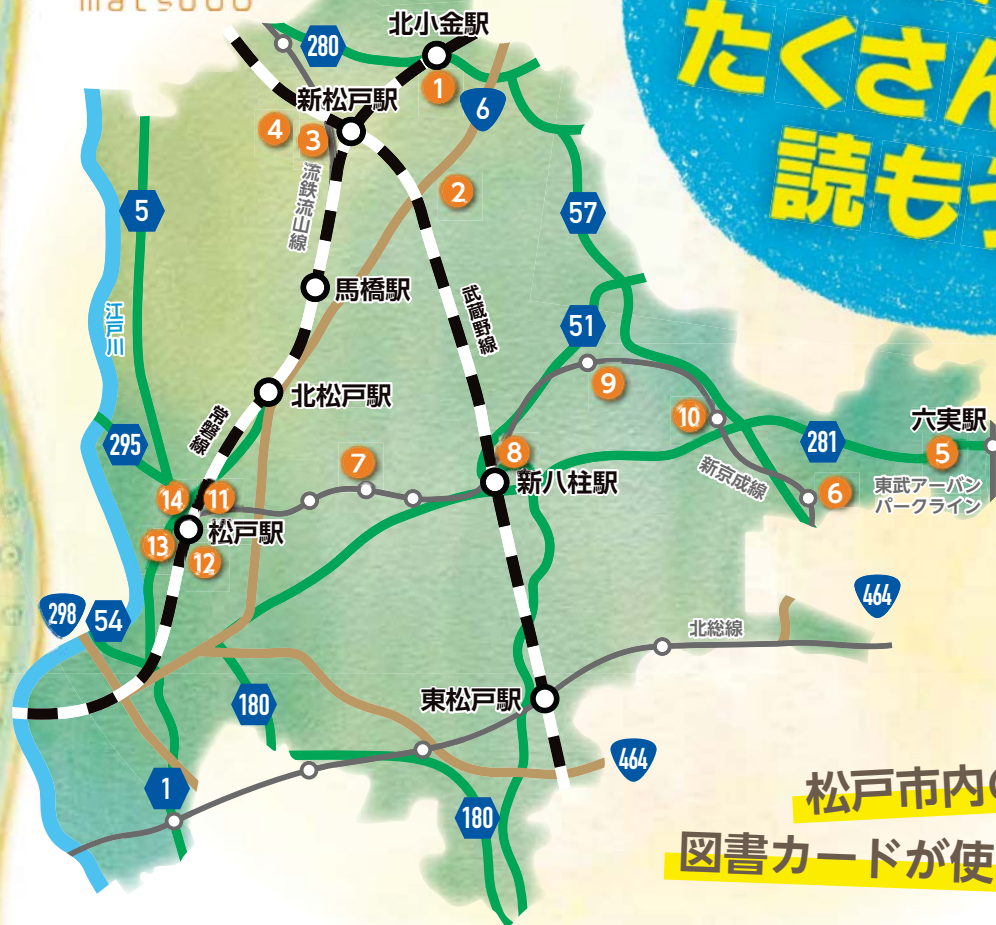 matsudo
たくさん
読もう
北小金駅
280
1
新松戸駅
6
4
3
2
流鉄流山線
5
57
馬橋駅
武蔵野線
江戸川
51
9
北松戸駅
常磐線
10
六実駅
295
281
5
8
7
新京成線
6
東武アーバン
パークライン
新八柱駅
14
11
松戸駅
13
12
298
54
464
北総線
東松戸駅
180
464
1
180
松戸市内の
図書カードが使